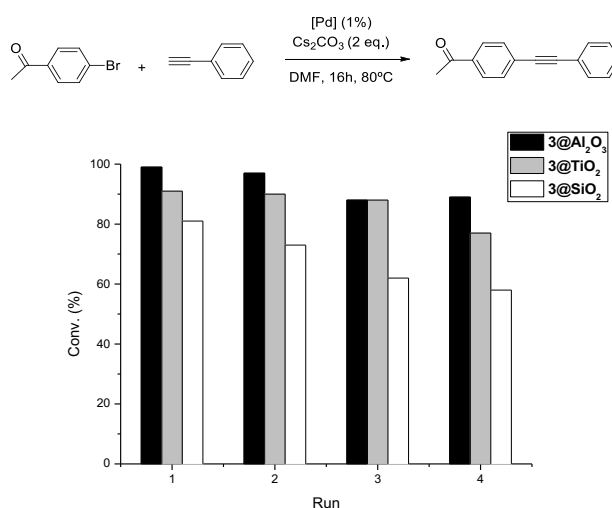 [Pd] (1%)
Cs₂CO₃ (2 eq.)
DMF, 16h, 80ºC
O
Br
+
O
3@Al₂O₃
3@TiO₂
3@SiO₂
100
80
60
40
20
0
Conv. (%)
1 2 3 4
Run